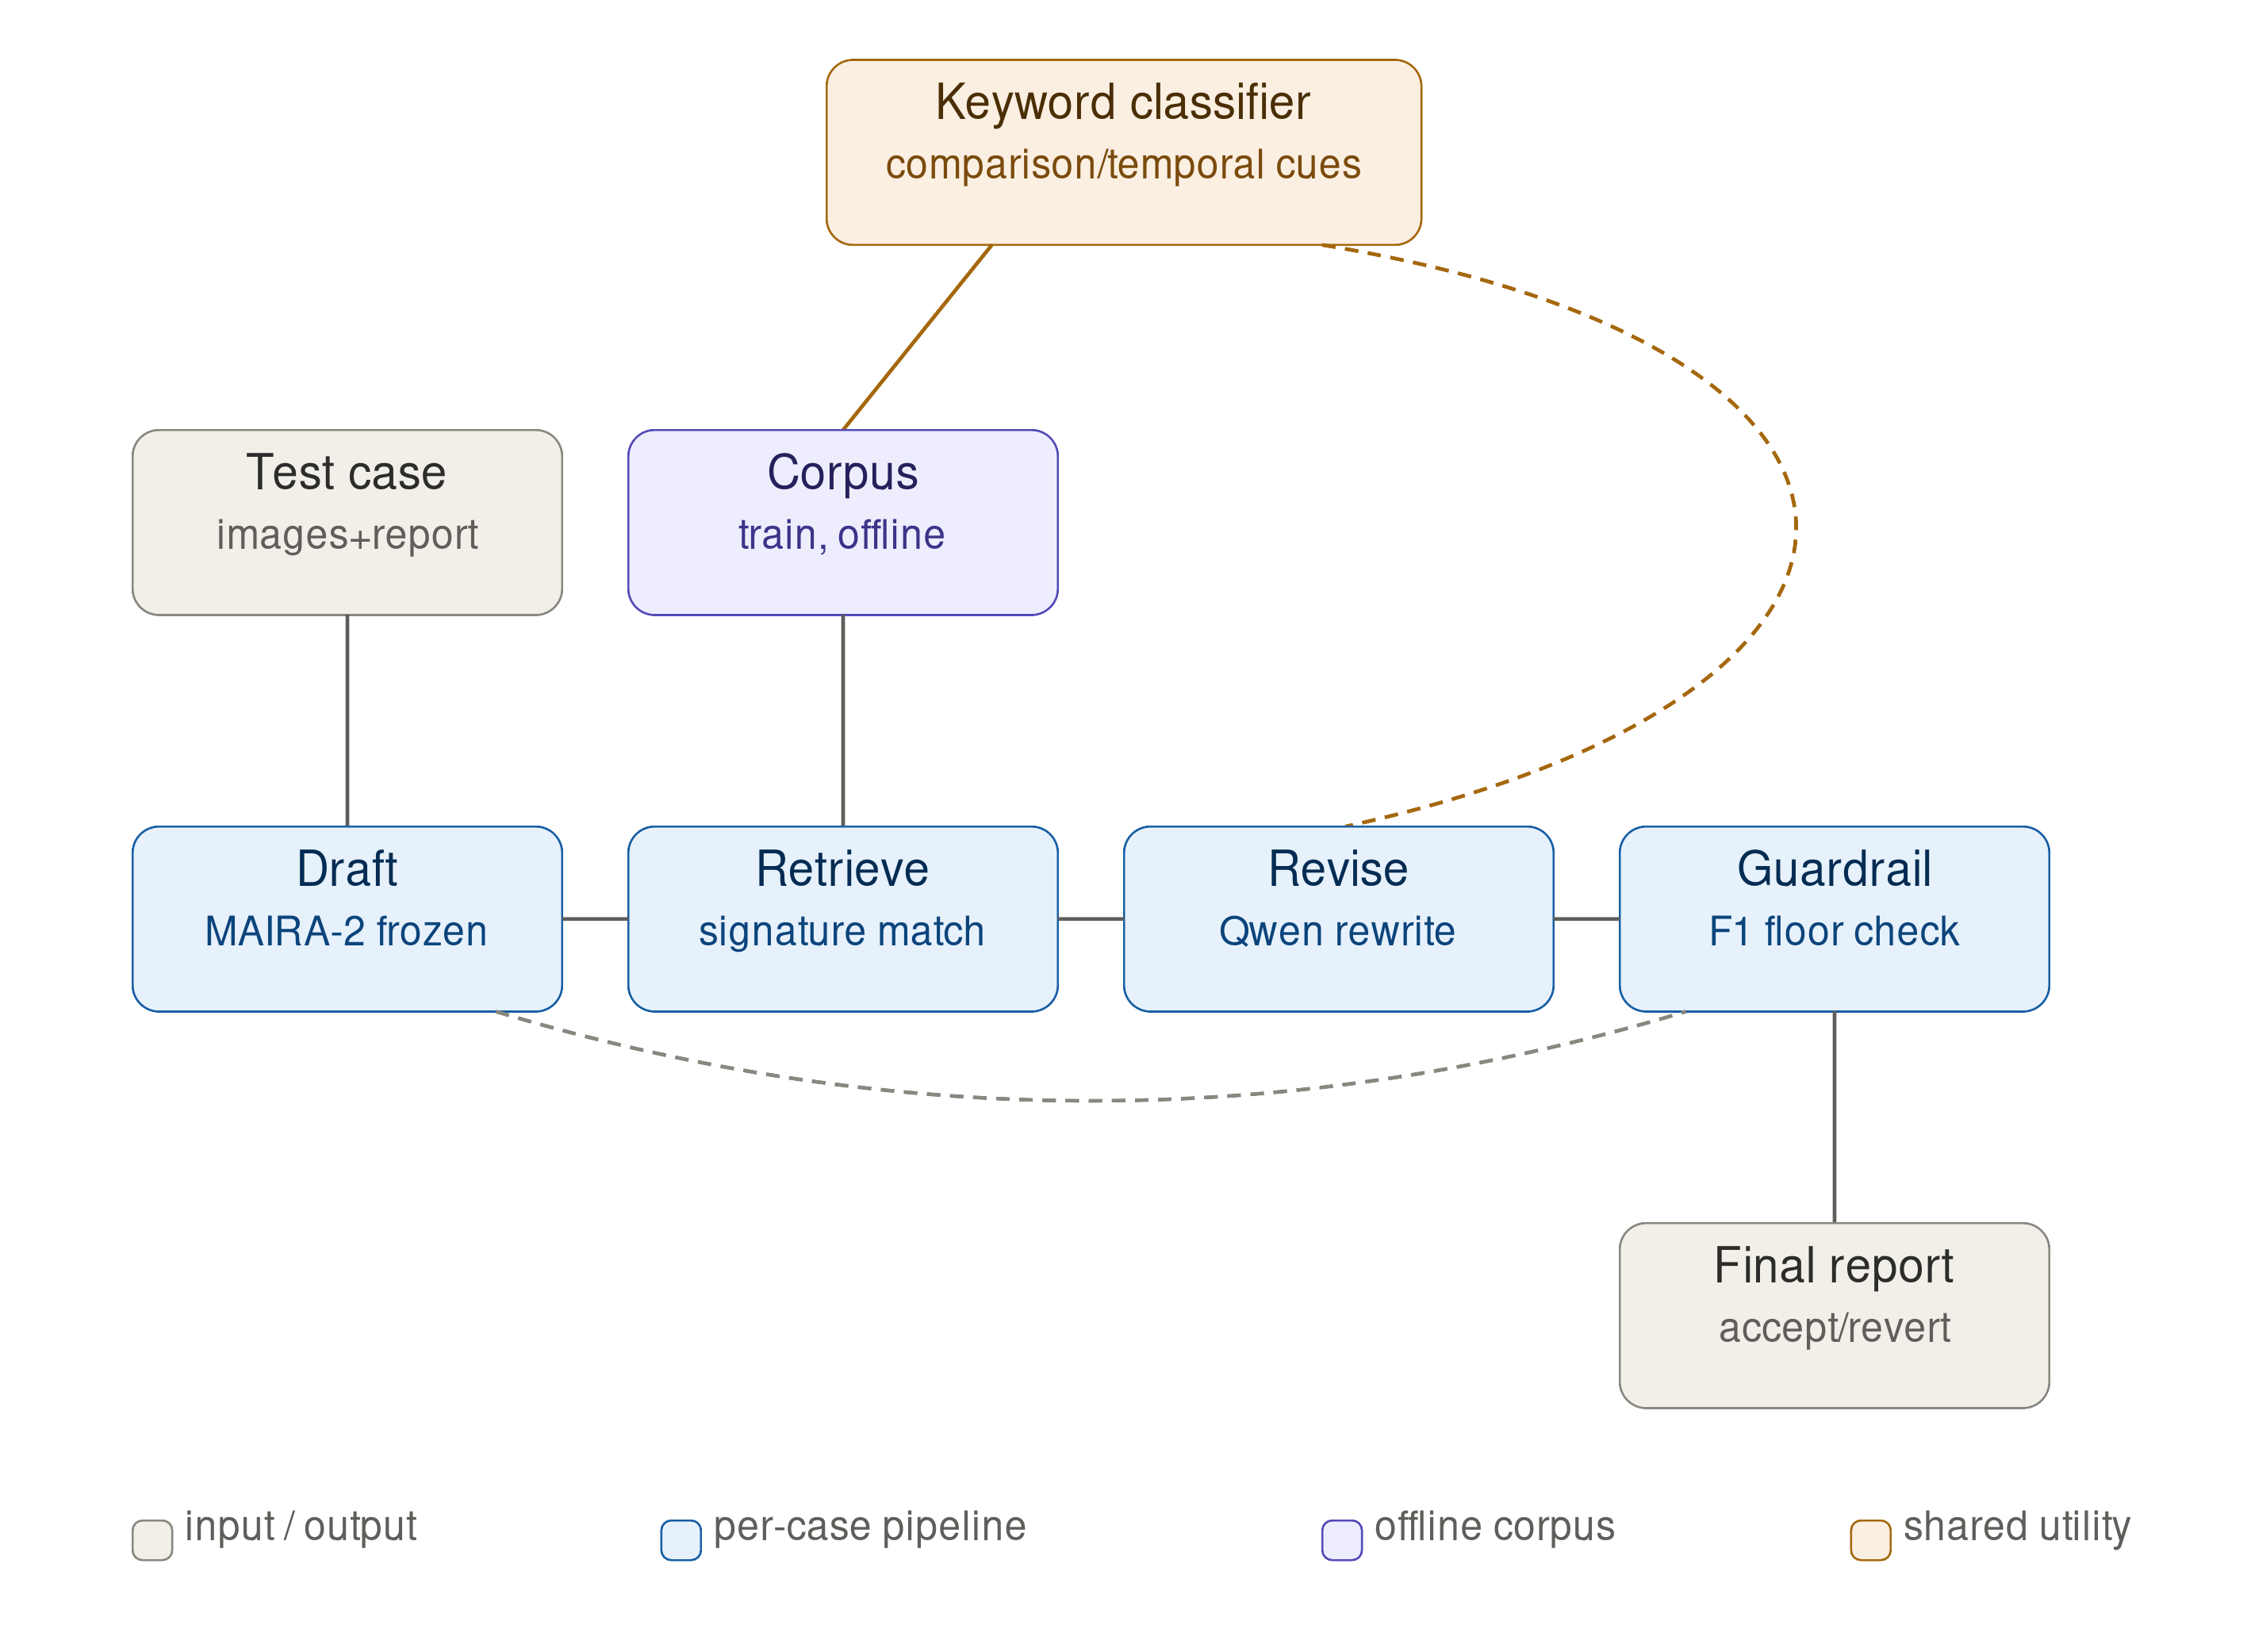 Keyword classifier
comparison/temporal cues
Test case
images+report
Corpus
train, offline
Draft
MAIRA-2 frozen
Retrieve
signature match
Revise
Qwen rewrite
Guardrail
F1 floor check
Final report
accept/revert
input / output
per-case pipeline
offline corpus
shared utility